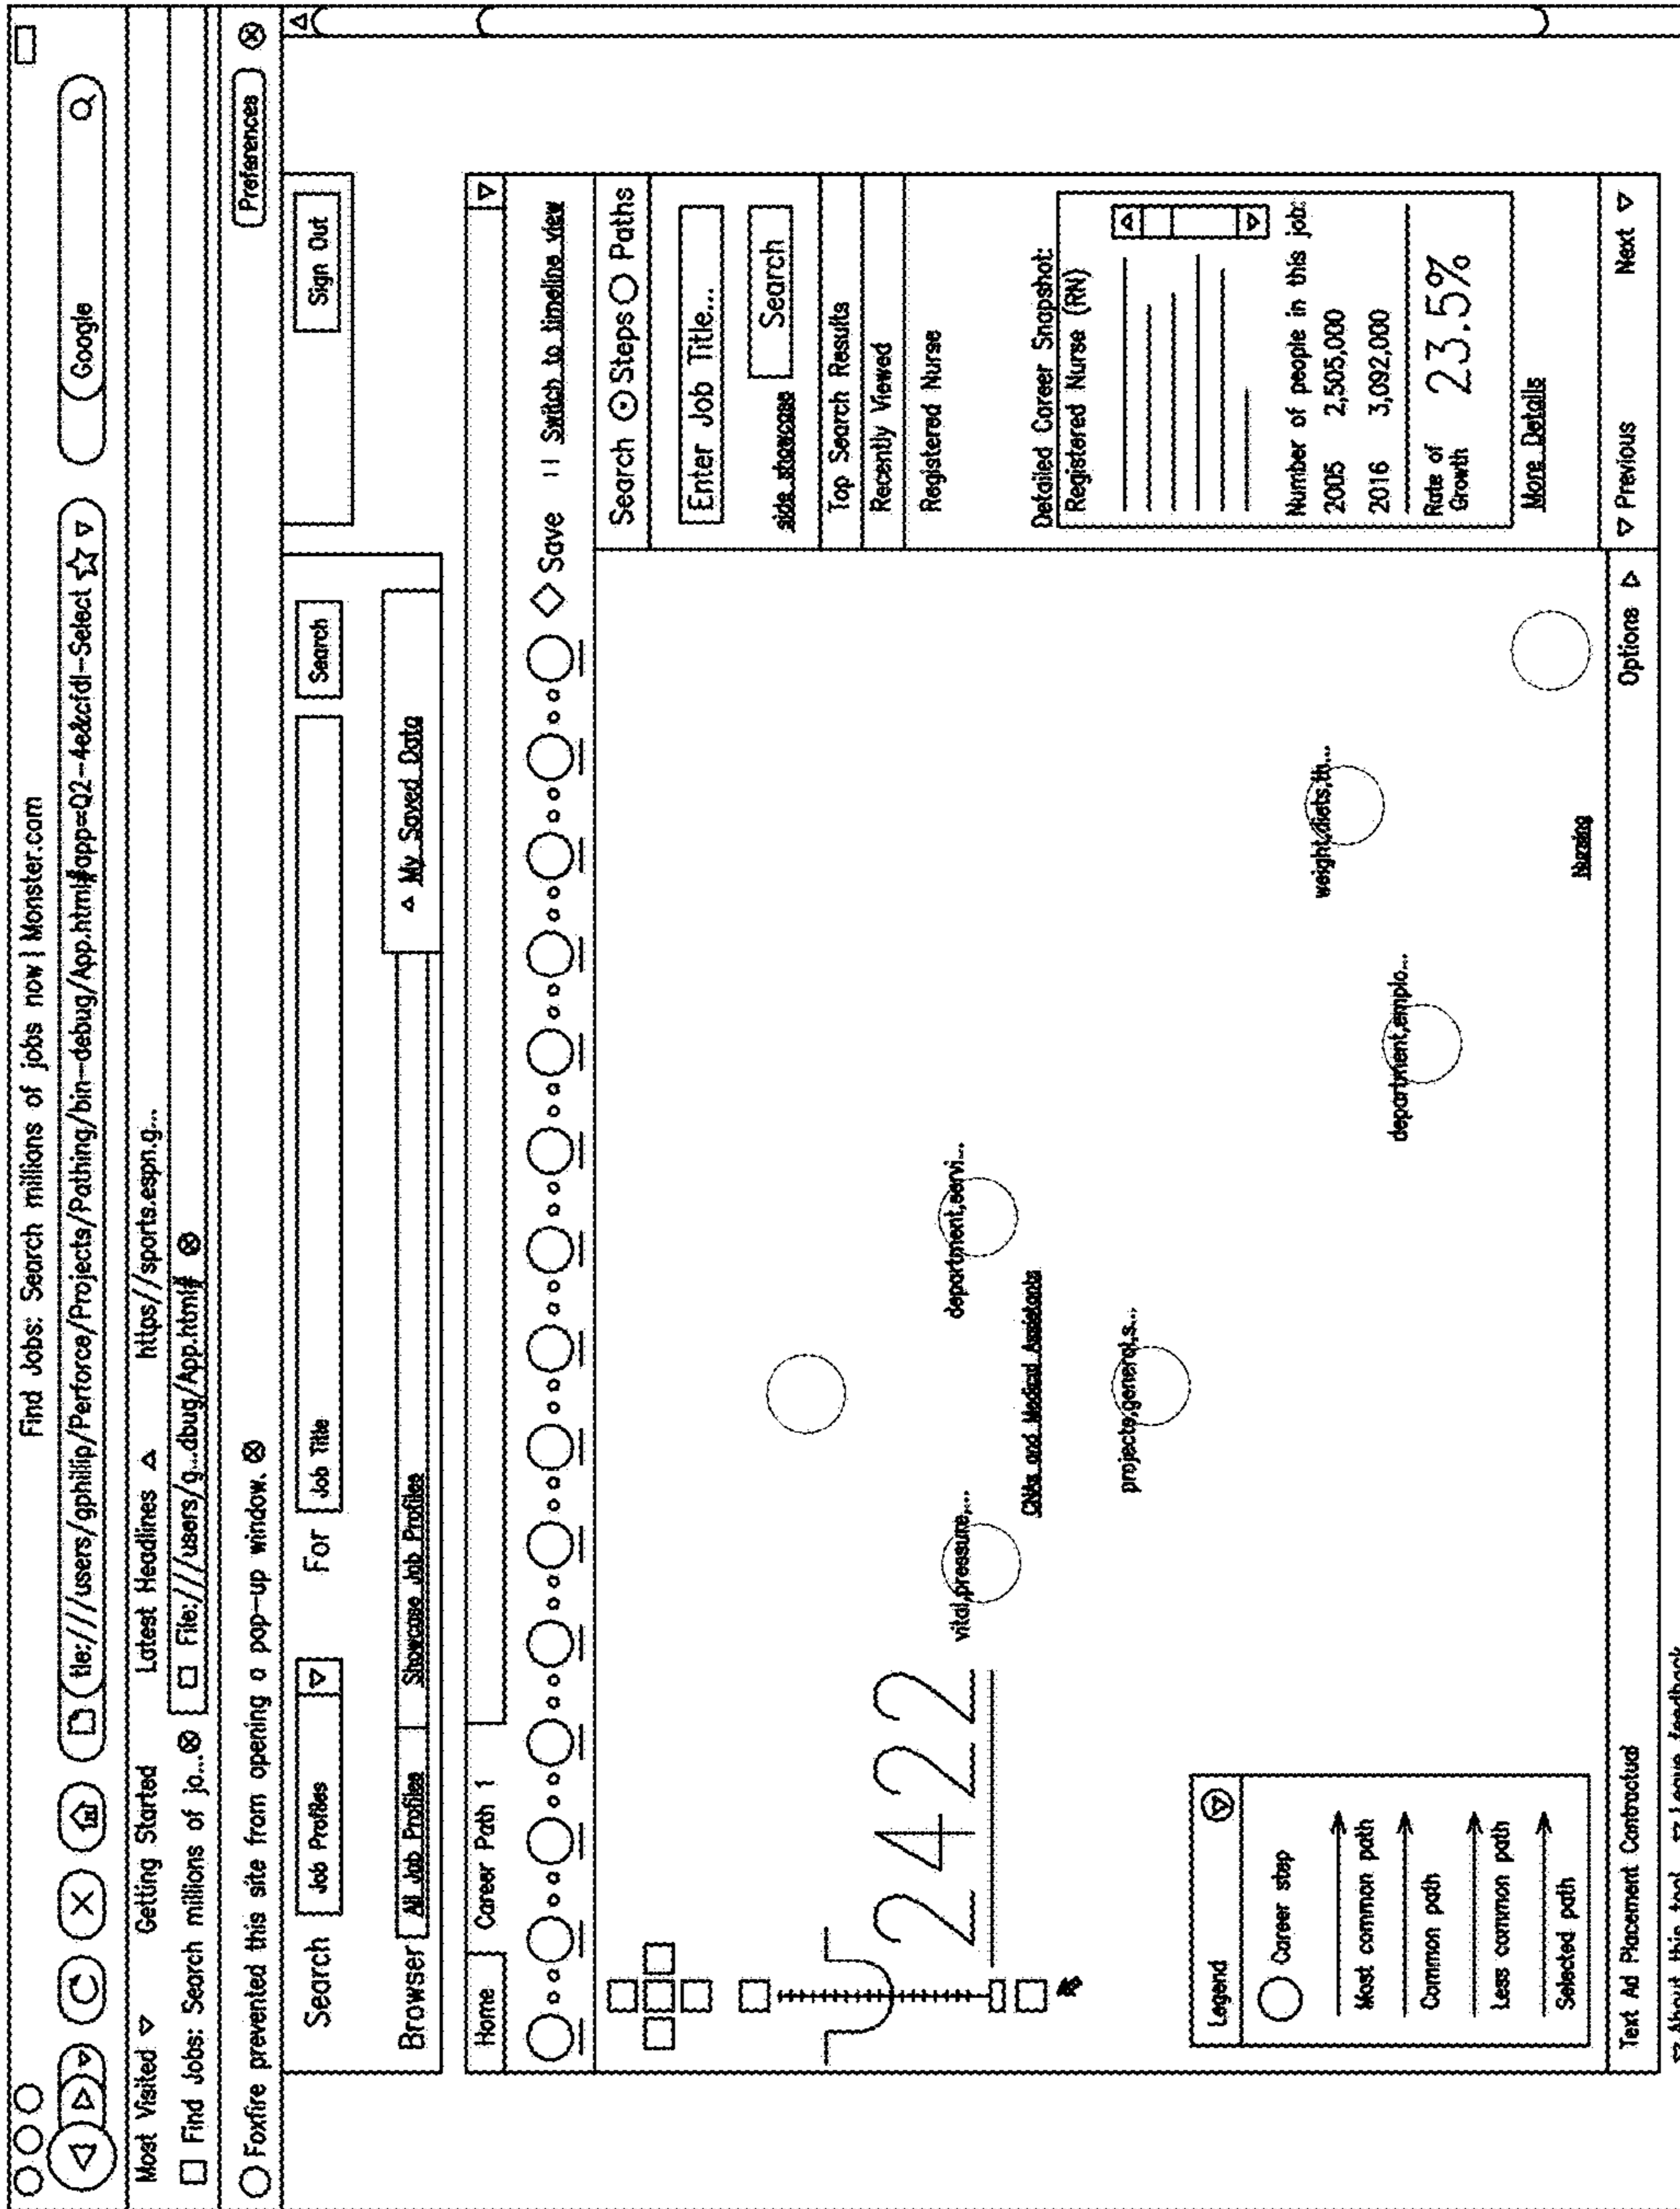 Find Jobs: Search millions of jobs now | Monster.com
tle:///users/gphillip/Perforce/Projects/Pathing/bin-debug/App.html#app=Q2-4e&cfdl-Select
Google
Most Visited Getting Started Latest Headlines https//sports.espn.g...
Find Jobs: Search millions of jo... File:///users/g...dbug/App.html#
Foxfire prevented this site from opening a pop-up window.
Preferences
Search Job Profiles For Job Title Search
Sign Out
Browser All Job Profiles Showcase Job Profiles
My Saved Data
Home Career Path 1
Save || Switch to timeline view
Search Steps Paths
Enter Job Title...
side showcase Search
Top Search Results
Recently Viewed
Registered Nurse
Detailed Career Snapshot:
Registered Nurse (RN)
Number of people in this job:
2005 2,505,000
2016 3,092,000
Rate of Growth 23.5%
More Details
Previous Next
2422
vital,pressure,...
department,servi...
CNAs and Medical Assistants
projects,general,s...
weight,diets,th...
department,emplo...
Nursing
Legend
Career step
Most common path
Common path
Less common path
Selected path
Text Ad Placement Contractual
Options
About this tool Leave feedback